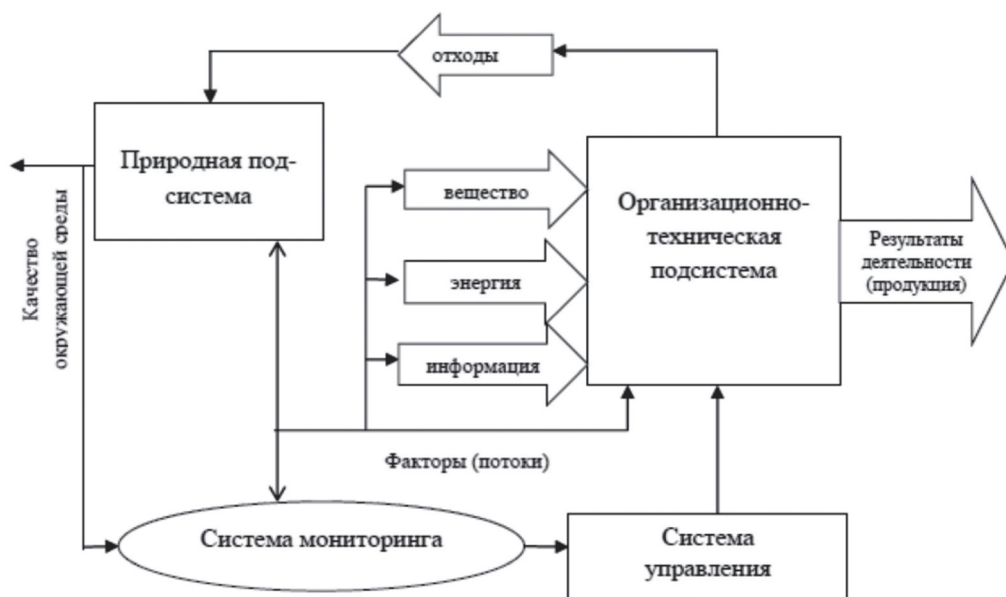 отходы
Природная под-
система
вещество
Организационно-
техническая
подсистема
Результаты
деятельности
(продукция)
энергия
информация
Качество
окружающей среды
Факторы (потоки)
Система мониторинга
Система
управления